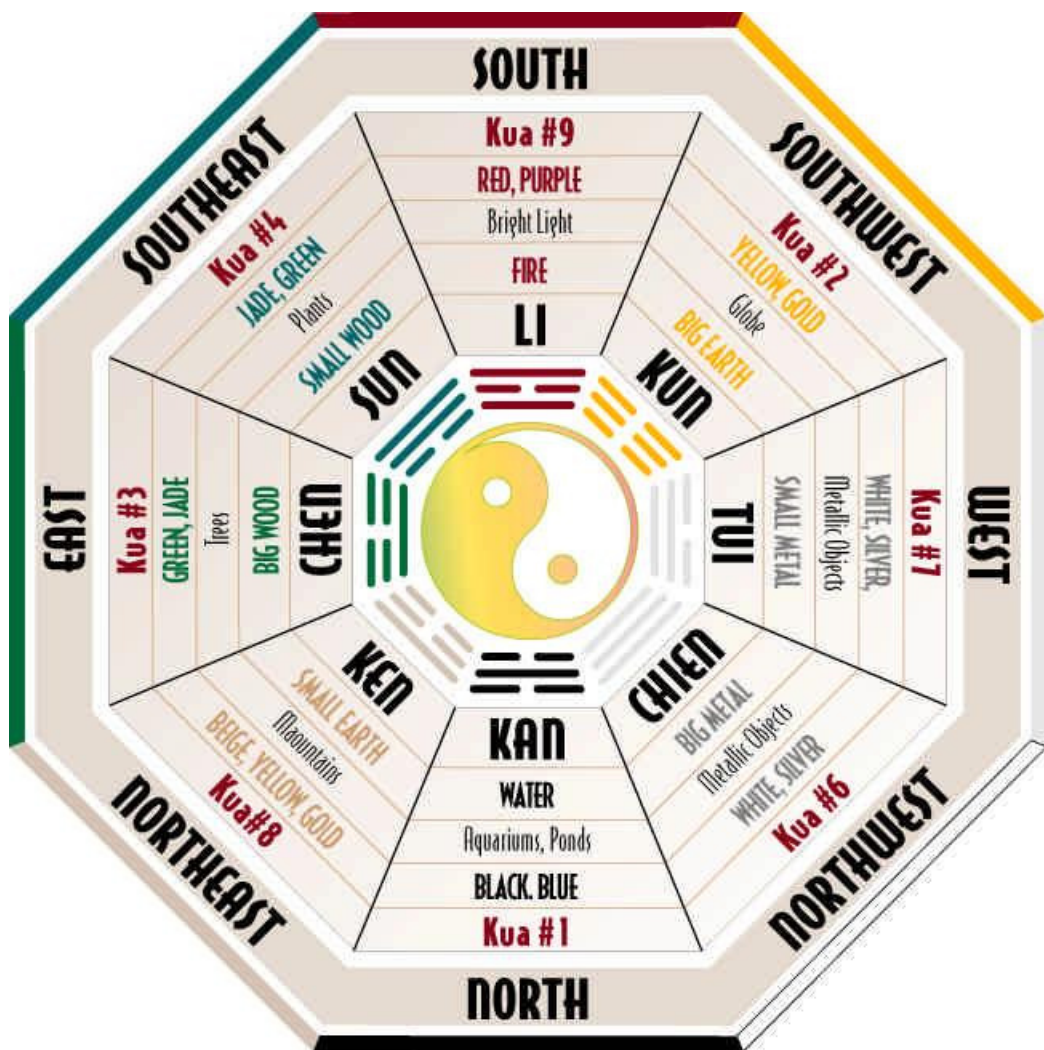 SOUTH
Kua #9
RED, PURPLE
Bright Light
FIRE
LI
SOUTHWEST
Kua #2
YELLOW, GOLD
Globe
BIG EARTH
KUN
WEST
Kua #7
WHITE, SILVER,
Metallic Objects
SMALL METAL
TUI
NORTHWEST
Kua #6
WHITE, SILVER
Metallic Objects
BIG METAL
CHIEN
KAN
WATER
Aquariums, Ponds
BLACK. BLUE
Kua #1
NORTH
KEN
SMALL EARTH
Maountains
BEIGE, YELLOW, GOLD
Kua#8
NORTHEAST
EAST
Kua #3
GREEN, JADE
Trees
BIG WOOD
CHEN
SOUTHEAST
Kua #4
JADE, GREEN
Plants
SMALL WOOD
SUN